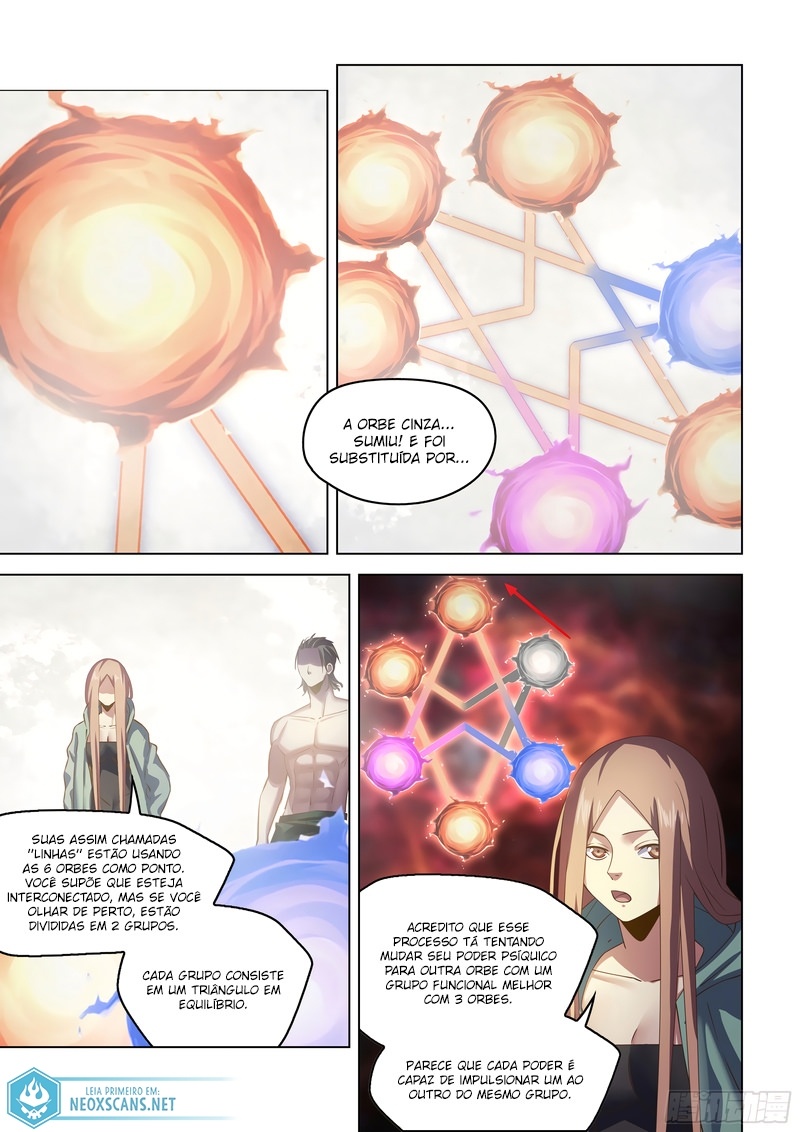 A ORBE CINZA...
SUMIU! E FOI
SUBSTITUÍDA POR...
SUAS ASSIM CHAMADAS
"LINHAS" ESTÃO USANDO
AS 6 ORBES COMO PONTO.
VOCÊ SUPÕE QUE ESTEJA
INTERCONECTADO, MAS SE VOCÊ
OLHAR DE PERTO, ESTÃO
DIVIDIDAS EM 2 GRUPOS.
CADA GRUPO CONSISTE
EM UM TRIÂNGULO EM
EQUILÍBRIO.
ACREDITO QUE ESSE
PROCESSO TÁ TENTANDO
MUDAR SEU PODER PSÍQUICO
PARA OUTRA ORBE COM UM
GRUPO FUNCIONAL MELHOR
COM 3 ORBES.
PARECE QUE CADA PODER É
CAPAZ DE IMPULSIONAR UM AO
OUTRO DO MESMO GRUPO.
LEIA PRIMEIRO EM:
NEOXSCANS.NET
腾讯动漫